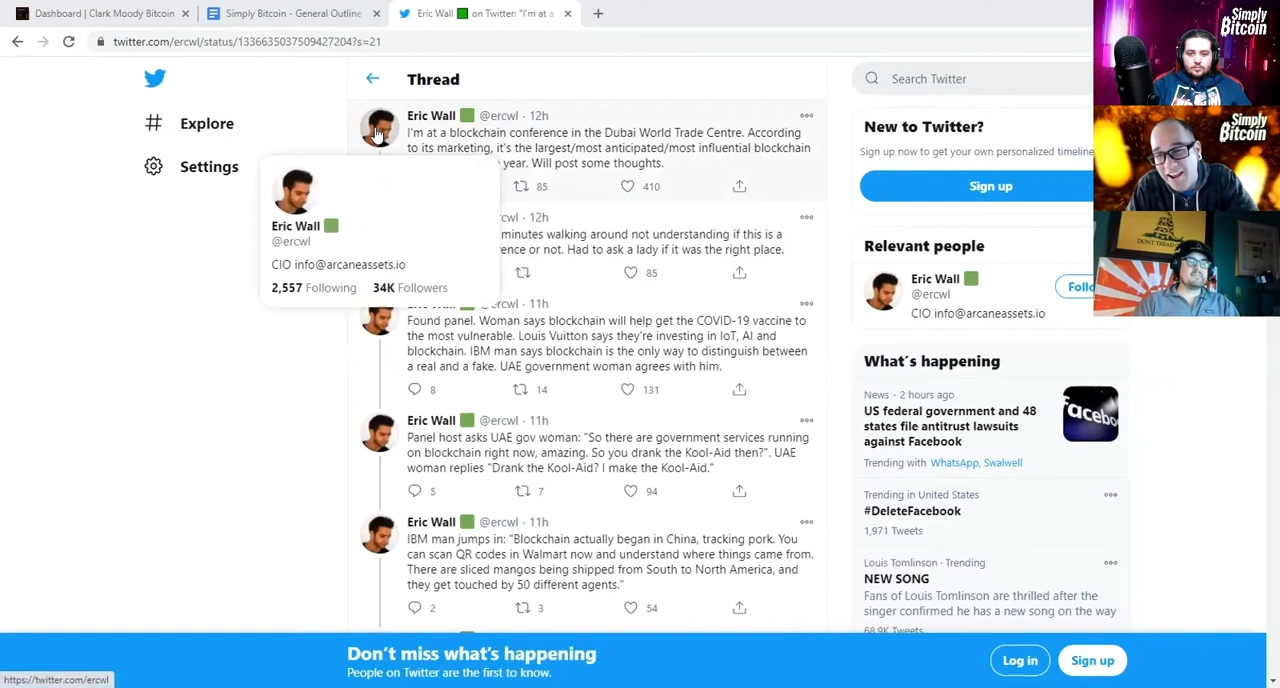 Dashboard | Clark Moody Bitcoin
Simply Bitcoin - General Outline
Eric Wall on Twitter: "I'm at a
twitter.com/ercwl/status/1336635037509427204?s=21
Explore
Settings
Thread
Eric Wall @ercwl · 12h
I'm at a blockchain conference in the Dubai World Trade Centre. According
to its marketing, it's the largest/most anticipated/most influential blockchain
year. Will post some thoughts.
85 410
Eric Wall
@ercwl
CIO info@arcaneassets.io
2,557 Following 34K Followers
12h
minutes walking around not understanding if this is a
or not. Had to ask a lady if it was the right place.
85
11h
Found panel. Woman says blockchain will help get the COVID-19 vaccine to
the most vulnerable. Louis Vuitton says they're investing in IoT, AI and
blockchain. IBM man says blockchain is the only way to distinguish between
a real and a fake. UAE government woman agrees with him.
8 14 131
Eric Wall @ercwl · 11h
Panel host asks UAE gov woman: "So there are government services running
on blockchain right now, amazing. So you drank the Kool-Aid then?". UAE
woman replies "Drank the Kool-Aid? I make the Kool-Aid."
5 7 94
Eric Wall @ercwl · 11h
IBM man jumps in: "Blockchain actually began in China, tracking pork. You
can scan QR codes in Walmart now and understand where things came from.
There are sliced mangos being shipped from South to North America, and
they get touched by 50 different agents."
2 3 54
Search Twitter
New to Twitter?
Sign up now to get your own personalized timeline
Sign up
Relevant people
Eric Wall
@ercwl
CIO info@arcaneassets.io
Foll
What's happening
News · 2 hours ago
US federal government and 48
states file antitrust lawsuits
against Facebook
Trending with WhatsApp, Swalwell
Trending in United States
#DeleteFacebook
1,971 Tweets
Louis Tomlinson · Trending
NEW SONG
Fans of Louis Tomlinson are thrilled after the
singer confirmed he has a new song on the way
68.9K Tweets
Simply
Bitcoin
Simply
Bitcoin
DONT TREAD
Don't miss what's happening
People on Twitter are the first to know.
Log in
Sign up
https://twitter.com/ercwl